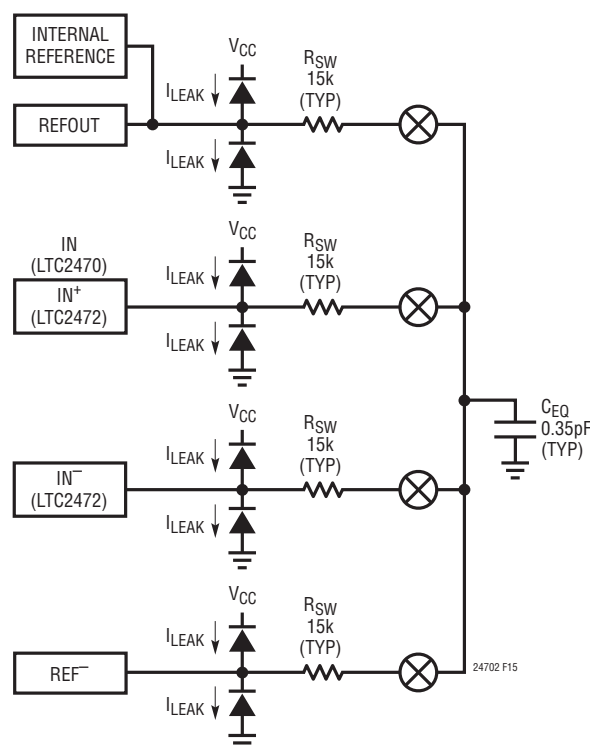 INTERNAL
REFERENCE
REFOUT
VCC
ILEAK
ILEAK
RSW
15k
(TYP)
IN
(LTC2470)
IN+
(LTC2472)
VCC
ILEAK
ILEAK
RSW
15k
(TYP)
CEQ
0.35pF
(TYP)
IN−
(LTC2472)
VCC
ILEAK
ILEAK
RSW
15k
(TYP)
REF−
VCC
ILEAK
ILEAK
RSW
15k
(TYP)
24702 F15